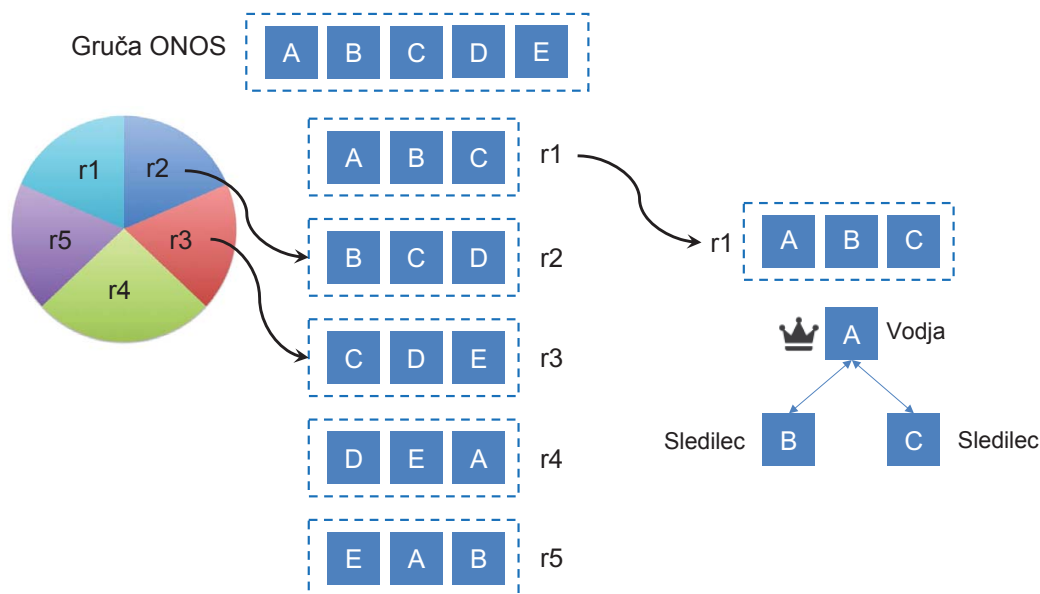 Gruča ONOS
A B C D E
r1 r2
r5 r3
r4
A B C r1
B C D r2
C D E r3
D E A r4
E A B r5
r1 A B C
A Vodja
Sledilec B C Sledilec